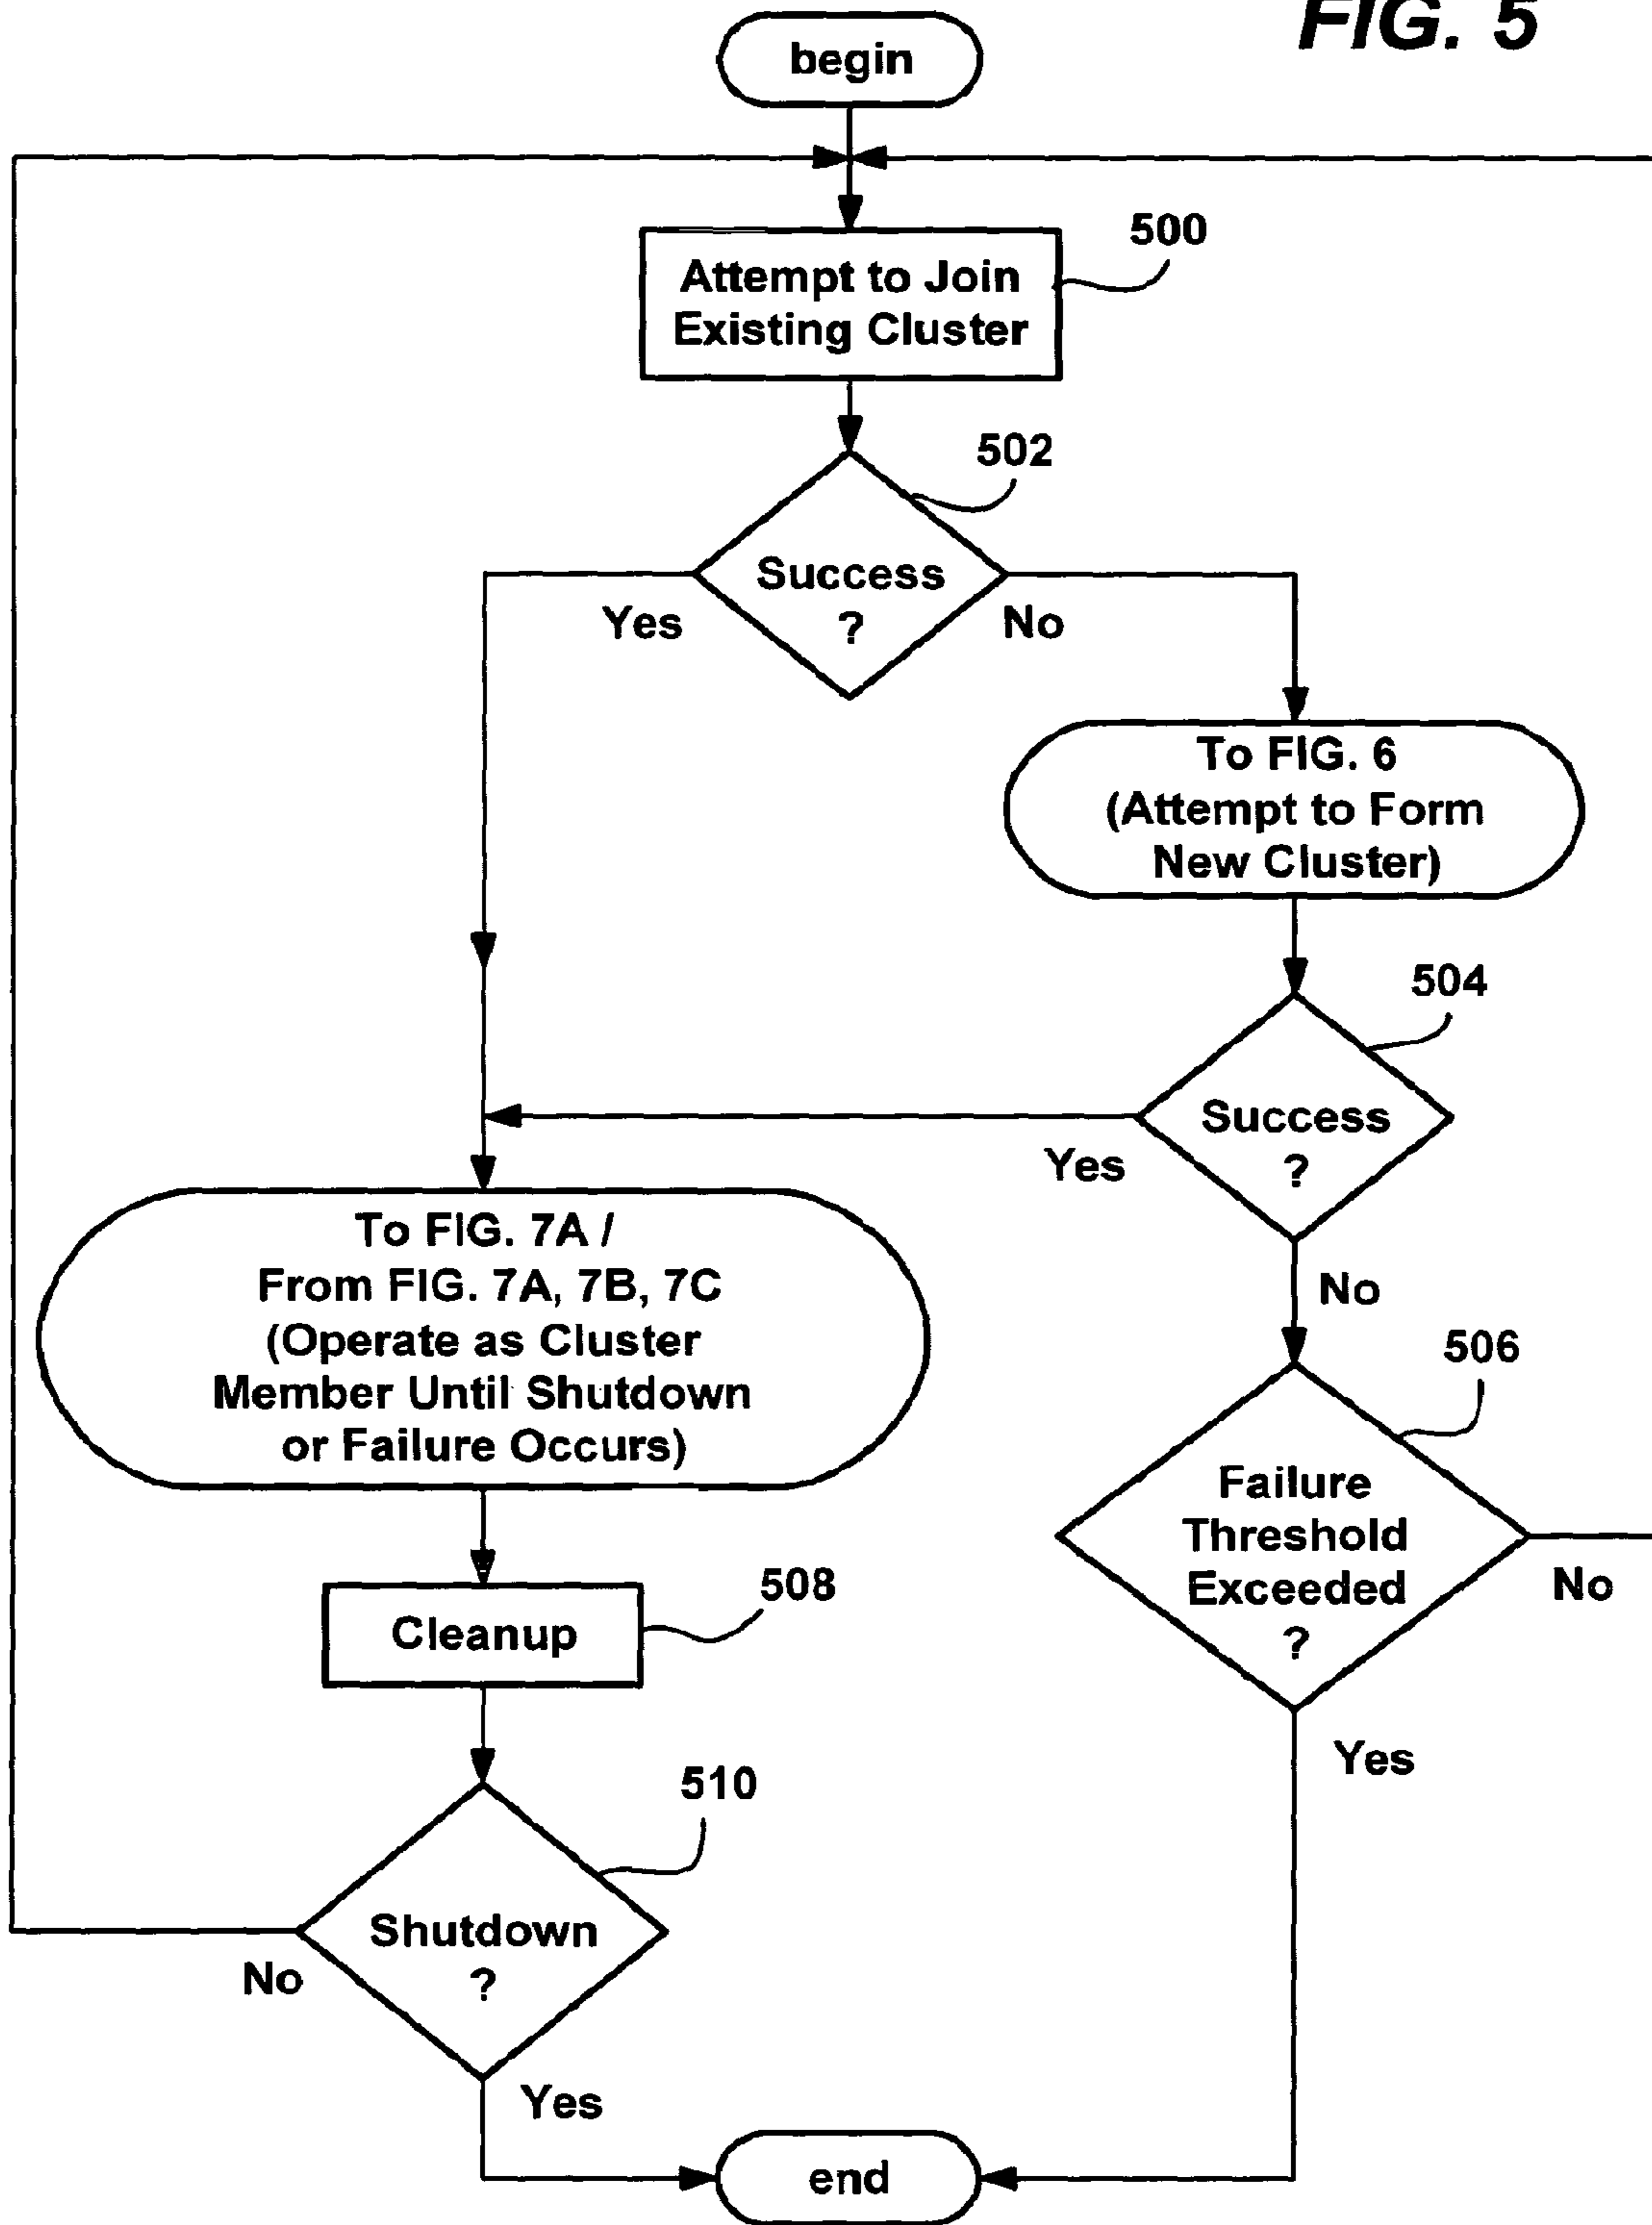 FIG. 5
begin
500
Attempt to Join
Existing Cluster
502
Success
?
Yes
No
To FIG. 6
(Attempt to Form
New Cluster)
504
Success
?
Yes
No
To FIG. 7A /
From FIG. 7A, 7B, 7C
(Operate as Cluster
Member Until Shutdown
or Failure Occurs)
506
Failure
Threshold
Exceeded
?
No
Yes
508
Cleanup
510
Shutdown
?
No
Yes
end